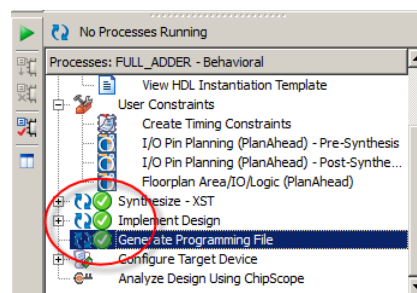 No Processes Running
Processes: FULL_ADDER - Behavioral
View HDL Instantiation Template
User Constraints
Create Timing Constraints
I/O Pin Planning (PlanAhead) - Pre-Synthesis
I/O Pin Planning (PlanAhead) - Post-Synthe...
Floorplan Area/IO/Logic (PlanAhead)
Synthesize - XST
Implement Design
Generate Programming File
Configure Target Device
Analyze Design Using ChipScope